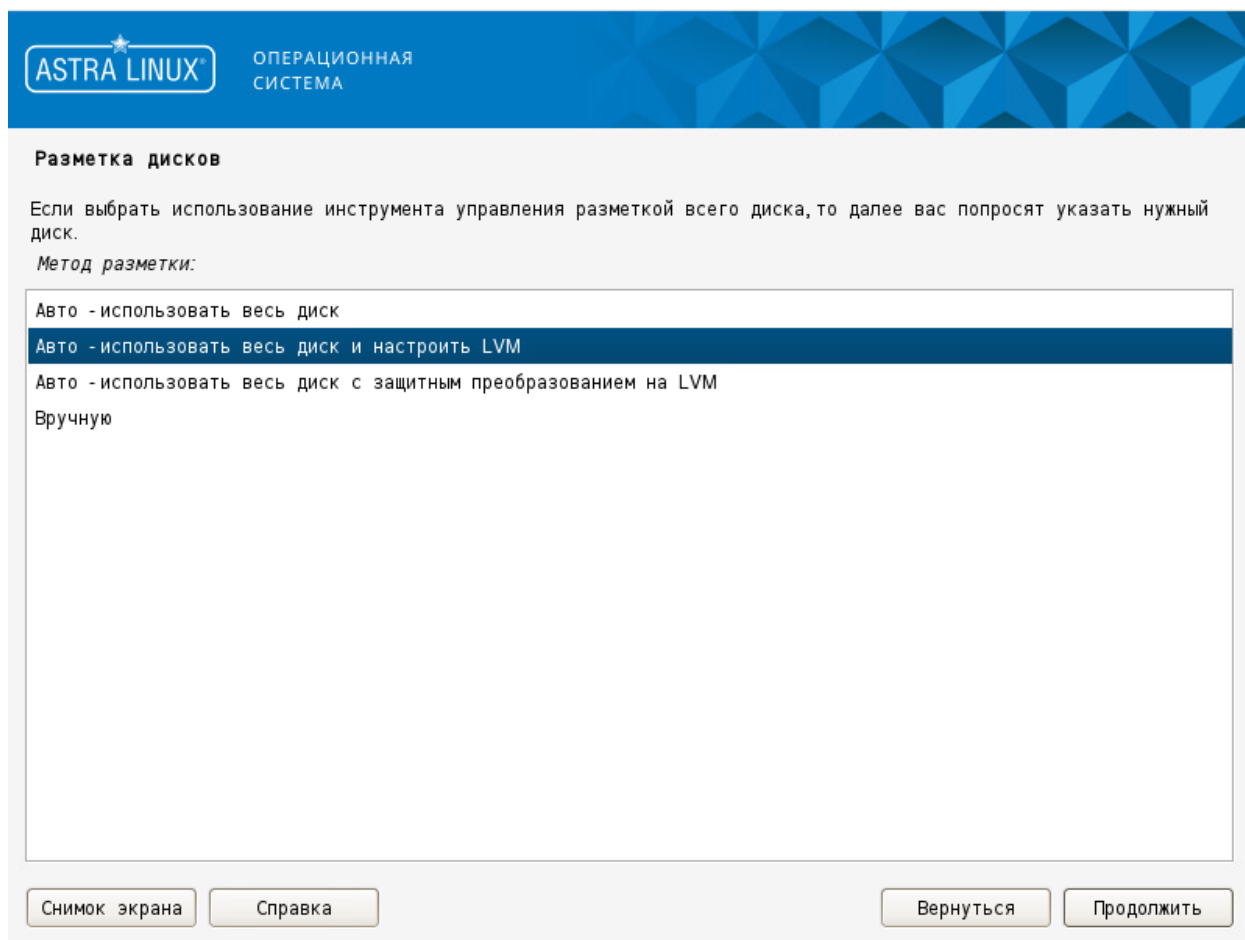 ASTRA LINUX®
ОПЕРАЦИОННАЯ
СИСТЕМА
Разметка дисков
Если выбрать использование инструмента управления разметкой всего диска, то далее вас попросят указать нужный
диск.
Метод разметки:
Авто - использовать весь диск
Авто - использовать весь диск и настроить LVM
Авто - использовать весь диск с защитным преобразованием на LVM
Вручную
Снимок экрана
Справка
Вернуться
Продолжить